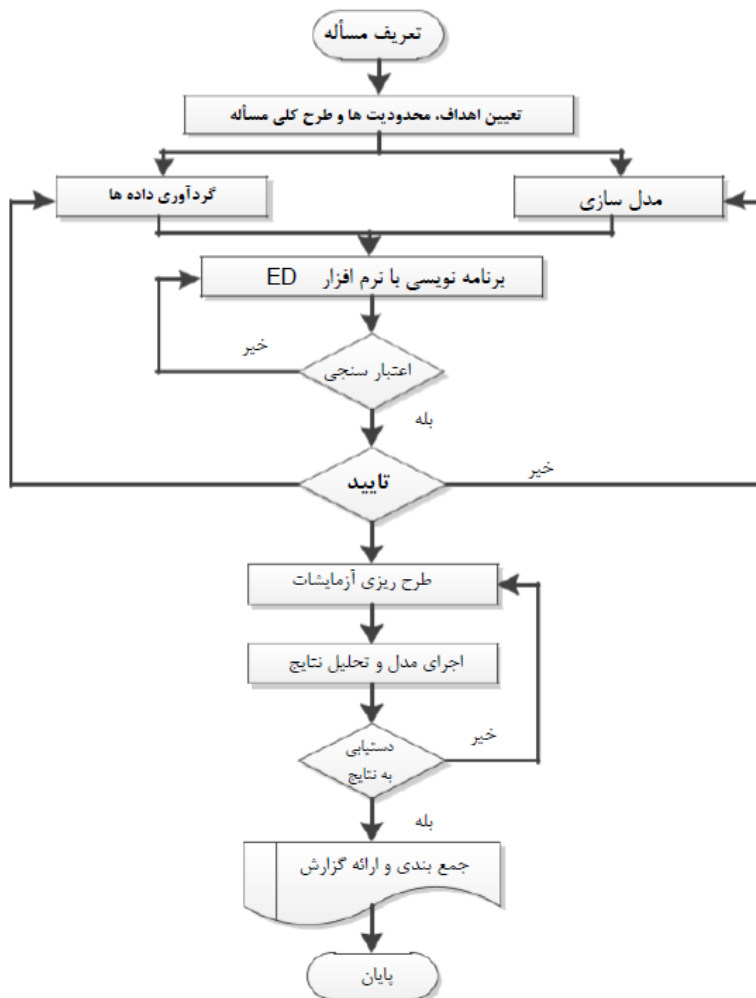 تعریف مسأله
تعیین اهداف، محدودیت ها و طرح کلی مسأله
مدل سازی
گردآوری داده ها
برنامه نویسی با نرم افزار ED
خیر
اعتبار سنجی
بله
تایید
خیر
طرح ریزی آزمایشات
اجرای مدل و تحلیل نتایج
خیر
دستیابی
به نتایج
بله
جمع بندی و ارائه گزارش
پایان